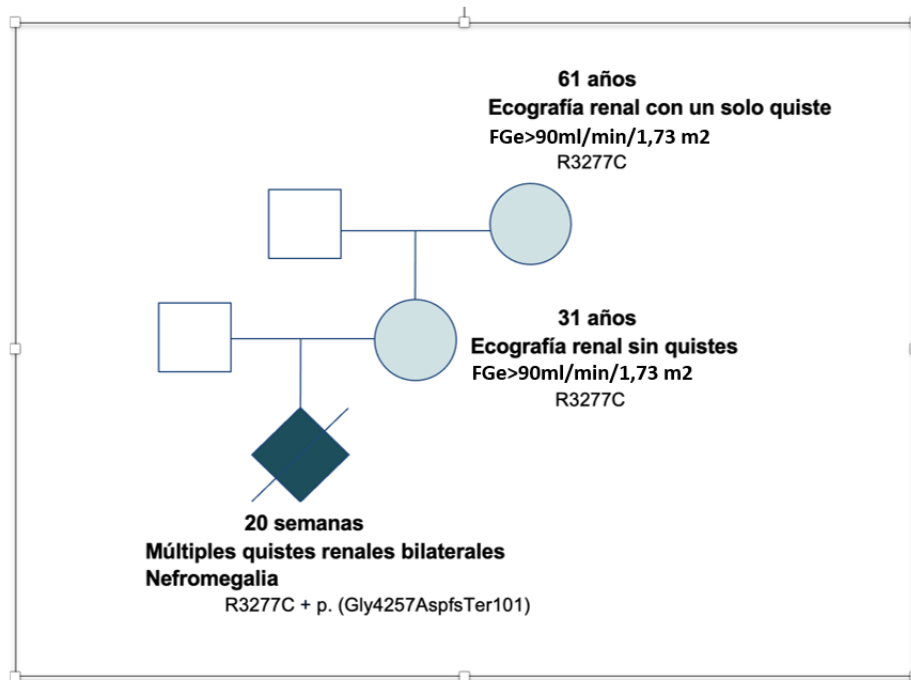 61 años
Ecografía renal con un solo quiste
FGe>90ml/min/1,73 m2
R3277C
31 años
Ecografía renal sin quistes
FGe>90ml/min/1,73 m2
R3277C
20 semanas
Múltiples quistes renales bilaterales
Nefromegalia
R3277C + p. (Gly4257AspfsTer101)